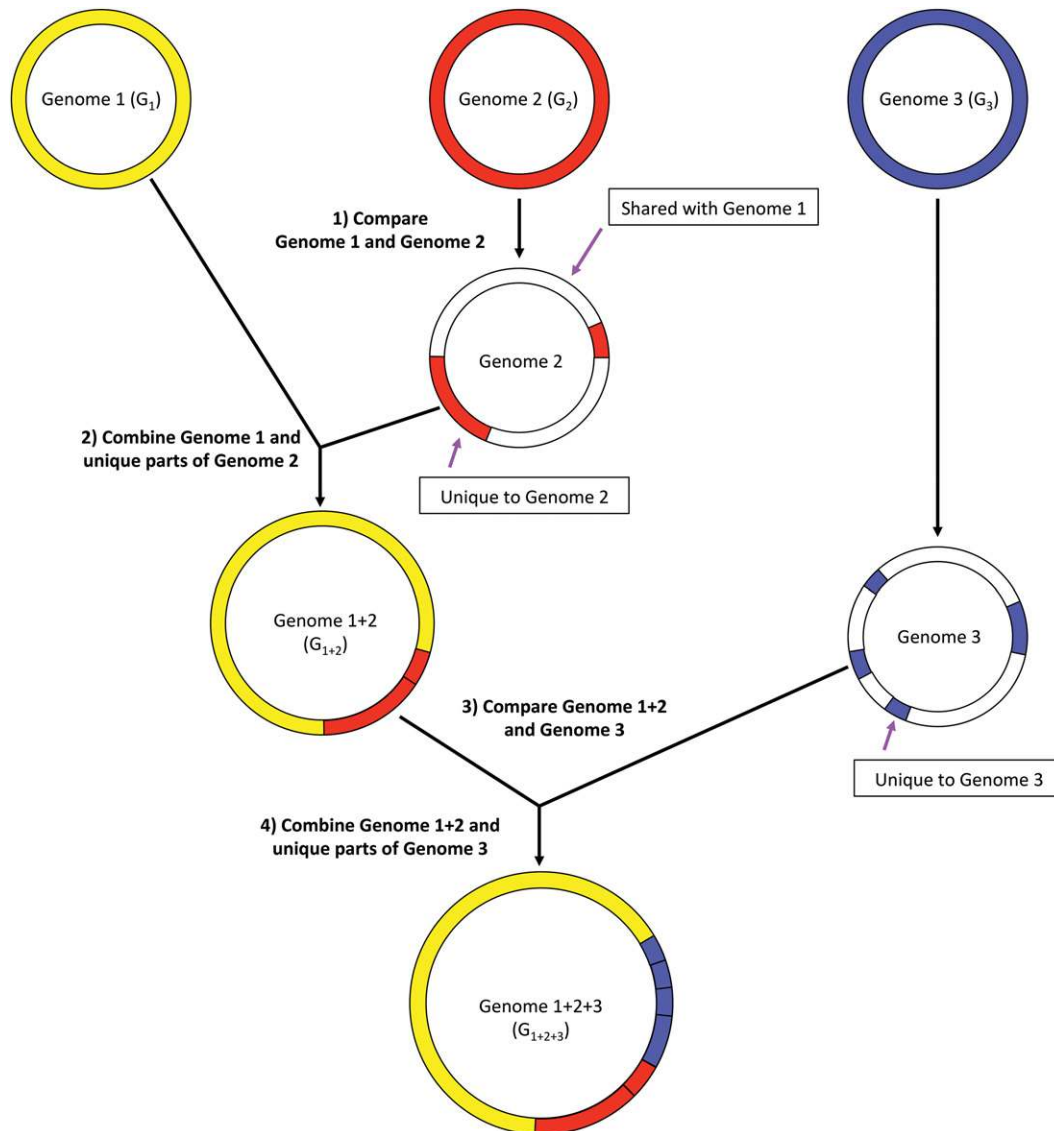 Genome 1 (G1)
Genome 2 (G2)
Genome 3 (G3)
1) Compare
Genome 1 and Genome 2
Shared with Genome 1
Genome 2
2) Combine Genome 1 and
unique parts of Genome 2
Unique to Genome 2
Genome 1+2
(G1+2)
Genome 3
3) Compare Genome 1+2
and Genome 3
Unique to Genome 3
4) Combine Genome 1+2 and
unique parts of Genome 3
Genome 1+2+3
(G1+2+3)